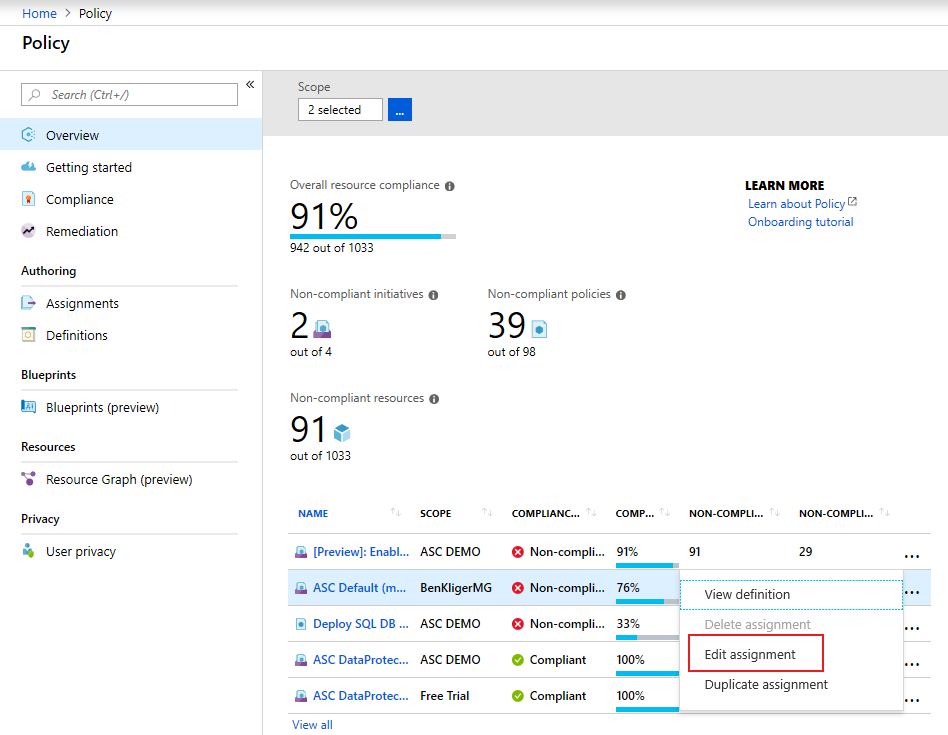 Home > Policy
Policy
Search (Ctrl+/)
«
Overview
Getting started
Compliance
Remediation
Authoring
Assignments
Definitions
Blueprints
Blueprints (preview)
Resources
Resource Graph (preview)
Privacy
User privacy
Scope
2 selected
...
Overall resource compliance
91%
942 out of 1033
LEARN MORE
Learn about Policy
Onboarding tutorial
Non-compliant initiatives
2
out of 4
Non-compliant policies
39
out of 98
Non-compliant resources
91
out of 1033
NAME SCOPE COMPLIANC... COMP... NON-COMPLI... NON-COMPLI...
[Preview]: Enabl... ASC DEMO Non-compli... 91% 91 29 ...
ASC Default (m... BenKligerMG Non-compli... 76% ...
Deploy SQL DB ... ASC DEMO Non-compli... 33% ...
ASC DataProtec... ASC DEMO Compliant 100% ...
ASC DataProtec... Free Trial Compliant 100% ...
View definition
Delete assignment
Edit assignment
Duplicate assignment
View all